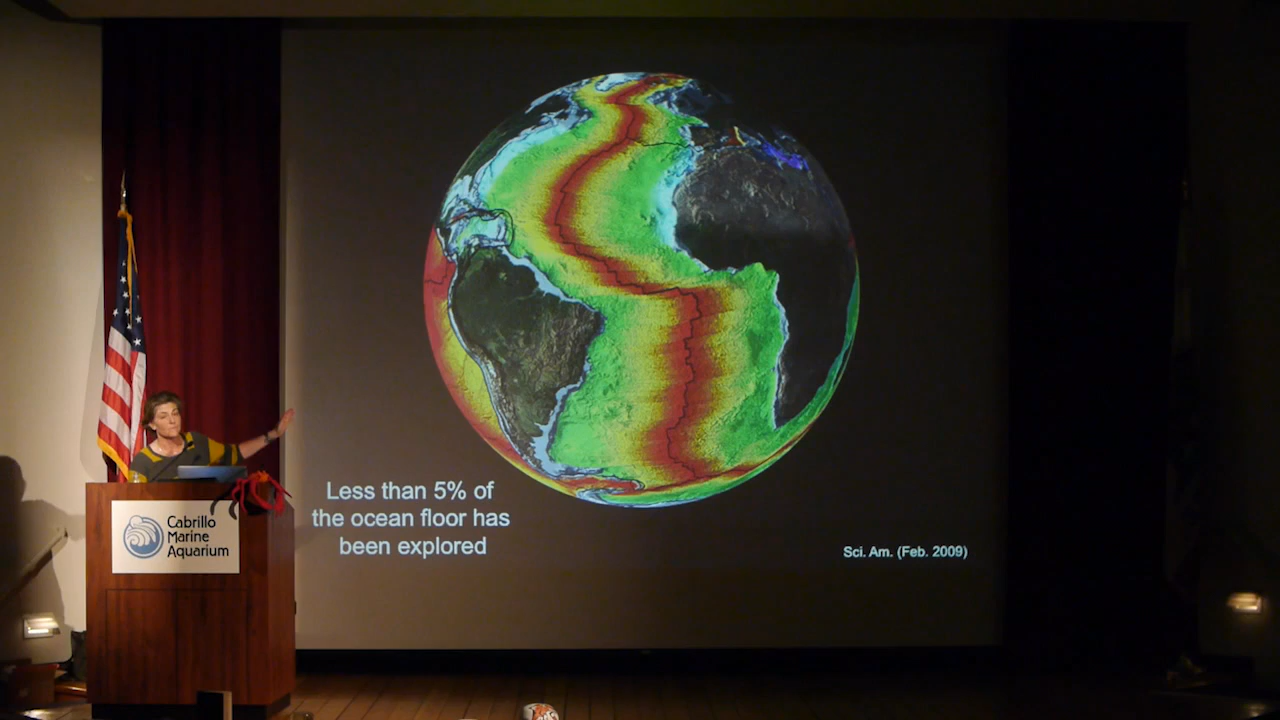 Less than 5% of
the ocean floor has
been explored
Sci. Am. (Feb. 2009)
Cabrillo
Marine
Aquarium